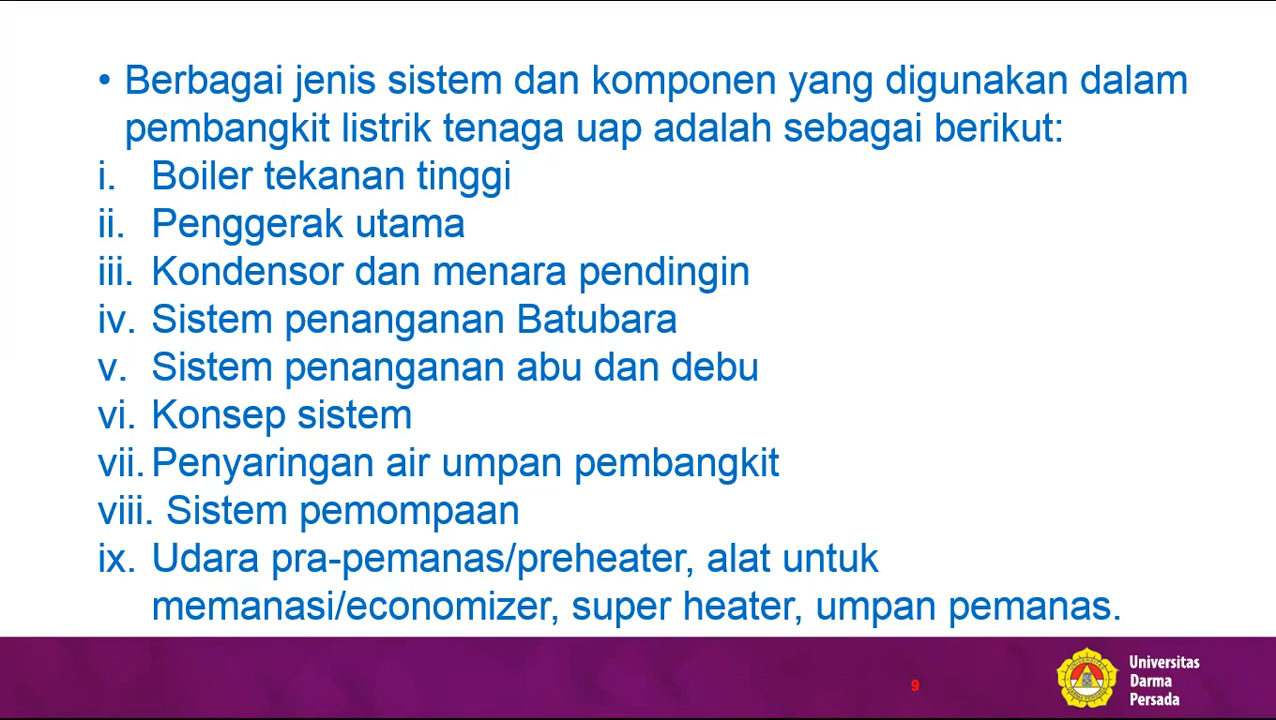 • Berbagai jenis sistem dan komponen yang digunakan dalam
pembangkit listrik tenaga uap adalah sebagai berikut:
i. Boiler tekanan tinggi
ii. Penggerak utama
iii. Kondensor dan menara pendingin
iv. Sistem penanganan Batubara
v. Sistem penanganan abu dan debu
vi. Konsep sistem
vii. Penyaringan air umpan pembangkit
viii. Sistem pemompaan
ix. Udara pra-pemanas/preheater, alat untuk
memanasi/economizer, super heater, umpan pemanas.
9
Universitas
Darma
Persada